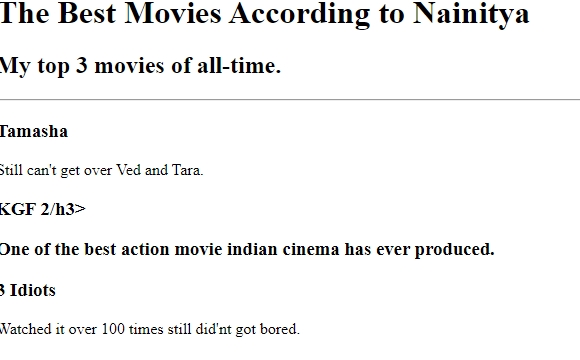 The Best Movies According to Nainitya
My top 3 movies of all-time.
Tamasha
Still can't get over Ved and Tara.
KGF 2/h3>
One of the best action movie indian cinema has ever produced.
3 Idiots
Watched it over 100 times still did'nt got bored.